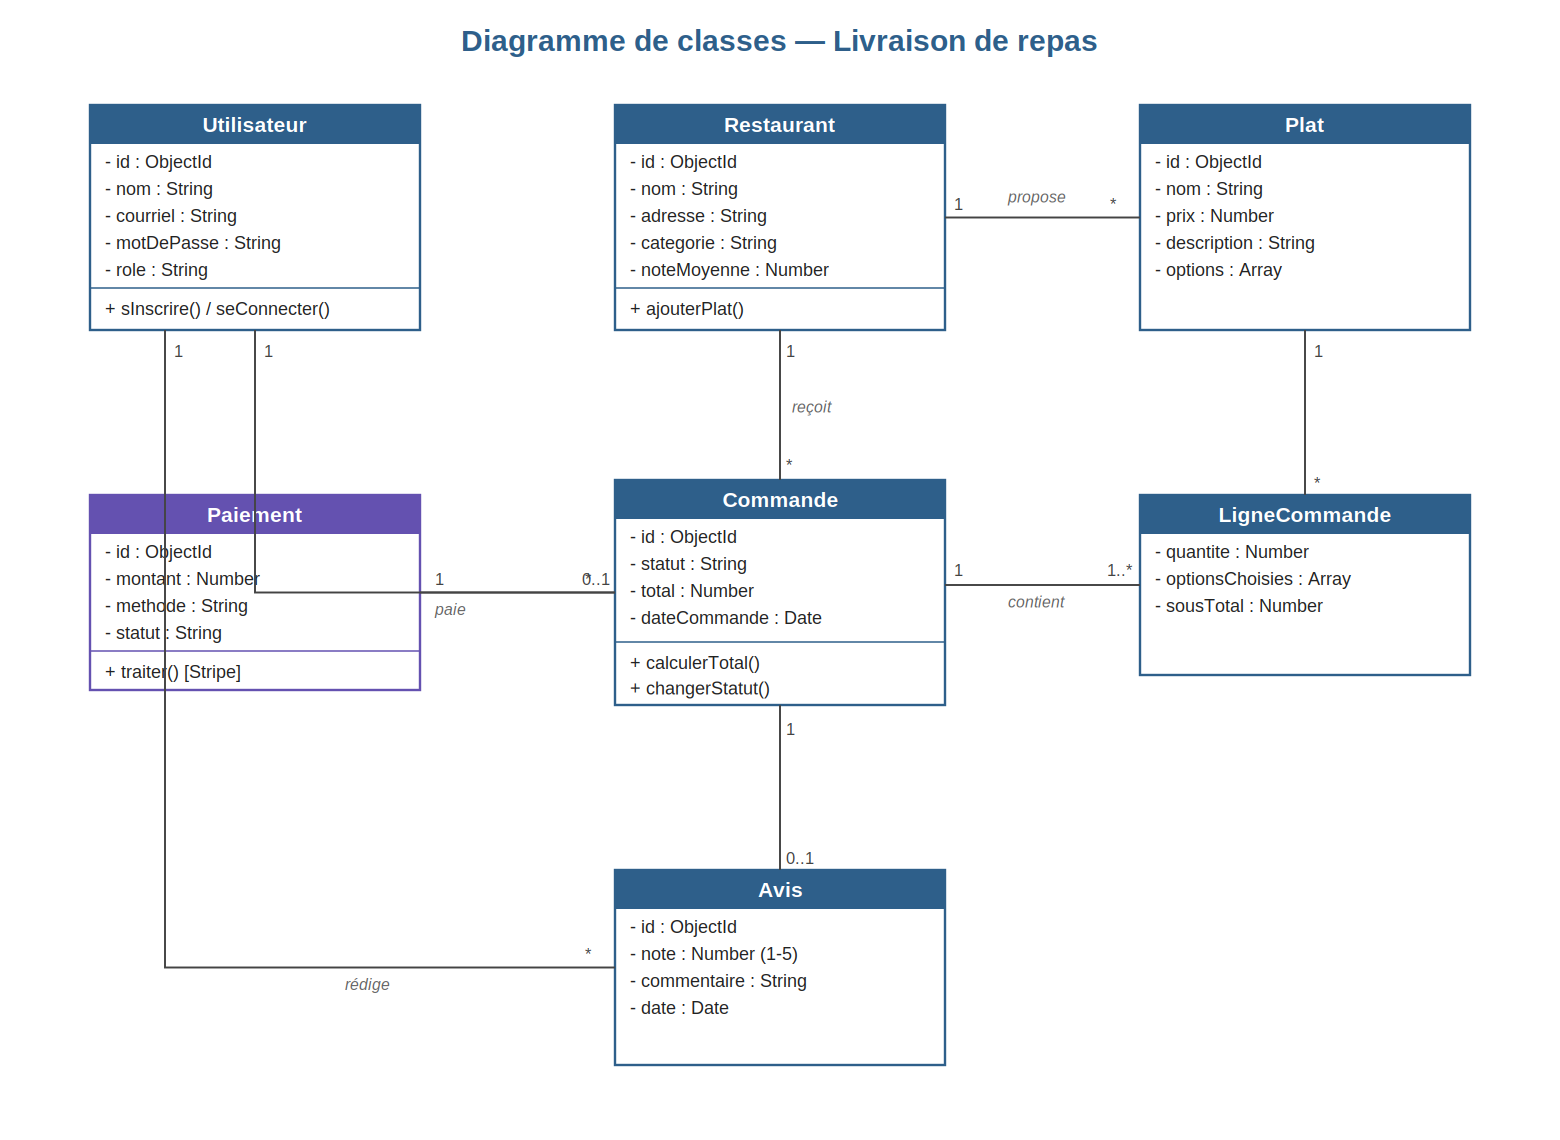 Diagramme de classes — Livraison de repas
Utilisateur
- id : ObjectId
- nom : String
- courriel : String
- motDePasse : String
- role : String
+ sInscrire() / seConnecter()
Restaurant
- id : ObjectId
- nom : String
- adresse : String
- categorie : String
- noteMoyenne : Number
+ ajouterPlat()
1
propose
*
Plat
- id : ObjectId
- nom : String
- prix : Number
- description : String
- options : Array
1
1
1
reçoit
*
1
*
Paiement
- id : ObjectId
- montant : Number
- methode : String
- statut : String
+ traiter() [Stripe]
1
0..1
*
paie
Commande
- id : ObjectId
- statut : String
- total : Number
- dateCommande : Date
+ calculerTotal()
+ changerStatut()
1
1..*
contient
LigneCommande
- quantite : Number
- optionsChoisies : Array
- sousTotal : Number
1
0..1
*
rédige
Avis
- id : ObjectId
- note : Number (1-5)
- commentaire : String
- date : Date